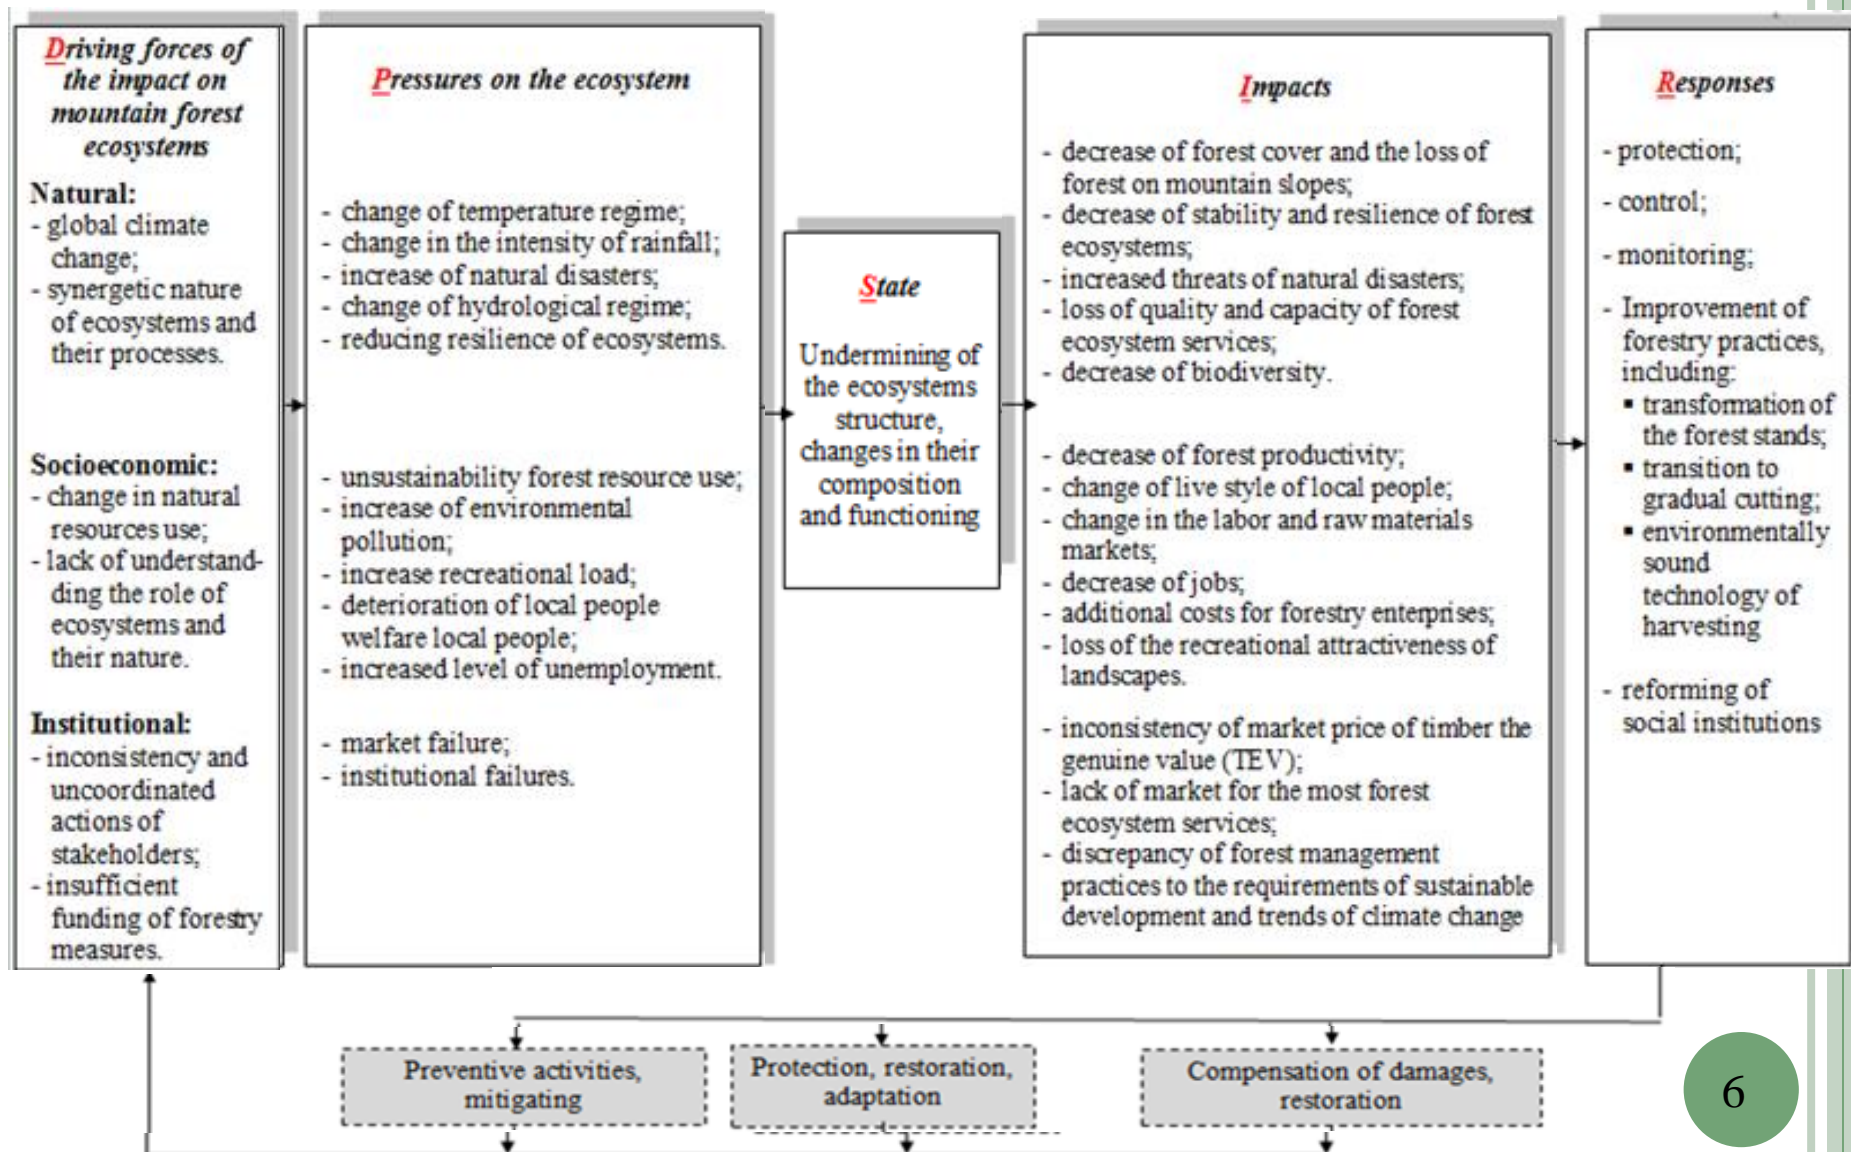 Driving forces of
the impact on
mountain forest
ecosystems
Natural:
- global climate
change;
- synergetic nature
of ecosystems and
their processes.
Socioeconomic:
- change in natural
resources use;
- lack of understand-
ding the role of
ecosystems and
their nature.
Institutional:
- inconsistency and
uncoordinated
actions of
stakeholders;
- insufficient
funding of forestry
measures.
Pressures on the ecosystem
- change of temperature regime;
- change in the intensity of rainfall;
- increase of natural disasters;
- change of hydrological regime;
- reducing resilience of ecosystems.
- unsustainability forest resource use;
- increase of environmental
pollution;
- increase recreational load;
- deterioration of local people
welfare local people;
- increased level of unemployment.
- market failure;
- institutional failures.
State
Undermining of
the ecosystems
structure,
changes in their
composition
and functioning
Impacts
- decrease of forest cover and the loss of
forest on mountain slopes;
- decrease of stability and resilience of forest
ecosystems;
- increased threats of natural disasters;
- loss of quality and capacity of forest
ecosystem services;
- decrease of biodiversity.
- decrease of forest productivity;
- change of live style of local people;
- change in the labor and raw materials
markets;
- decrease of jobs;
- additional costs for forestry enterprises;
- loss of the recreational attractiveness of
landscapes.
- inconsistency of market price of timber the
genuine value (TEV);
- lack of market for the most forest
ecosystem services;
- discrepancy of forest management
practices to the requirements of sustainable
development and trends of climate change
Responses
- protection;
- control;
- monitoring;
- Improvement of
forestry practices,
including:
▪ transformation of
the forest stands;
▪ transition to
gradual cutting;
▪ environmentally
sound
technology of
harvesting
- reforming of
social institutions
Preventive activities,
mitigating
Protection, restoration,
adaptation
Compensation of damages,
restoration
6